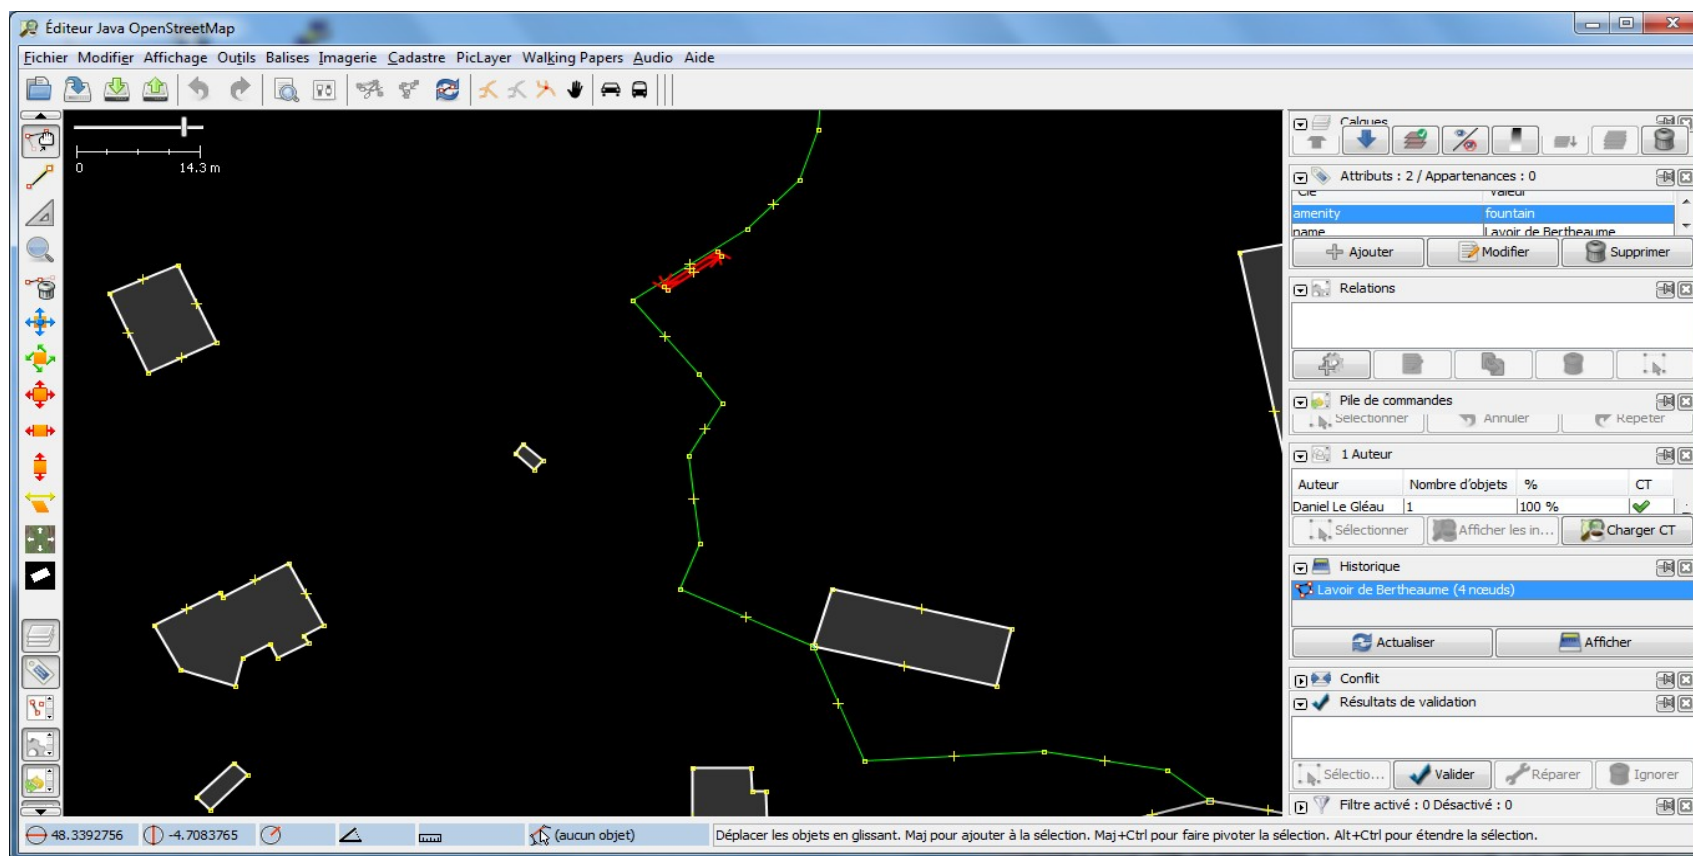 Éditeur Java OpenStreetMap
Fichier Modifier Affichage Outils Balises Imagerie Cadastre PicLayer Walking Papers Audio Aide
0 14.3 m
Calques
Attributs : 2 / Appartenances : 0
Clé Valeur
amenity fountain
name Lavoir de Bertheaume
Ajouter Modifier Supprimer
Relations
Pile de commandes
Sélectionner Annuler Répéter
1 Auteur
Auteur Nombre d'objets % CT
Daniel Le Gléau 1 100 %
Sélectionner Afficher les in... Charger CT
Historique
Lavoir de Bertheaume (4 nœuds)
Actualiser Afficher
Conflit
Résultats de validation
Sélectio... Valider Réparer Ignorer
Filtre activé : 0 Désactivé : 0
48.3392756 -4.7083765 (aucun objet) Déplacer les objets en glissant. Maj pour ajouter à la sélection. Maj+Ctrl pour faire pivoter la sélection. Alt+Ctrl pour étendre la sélection.